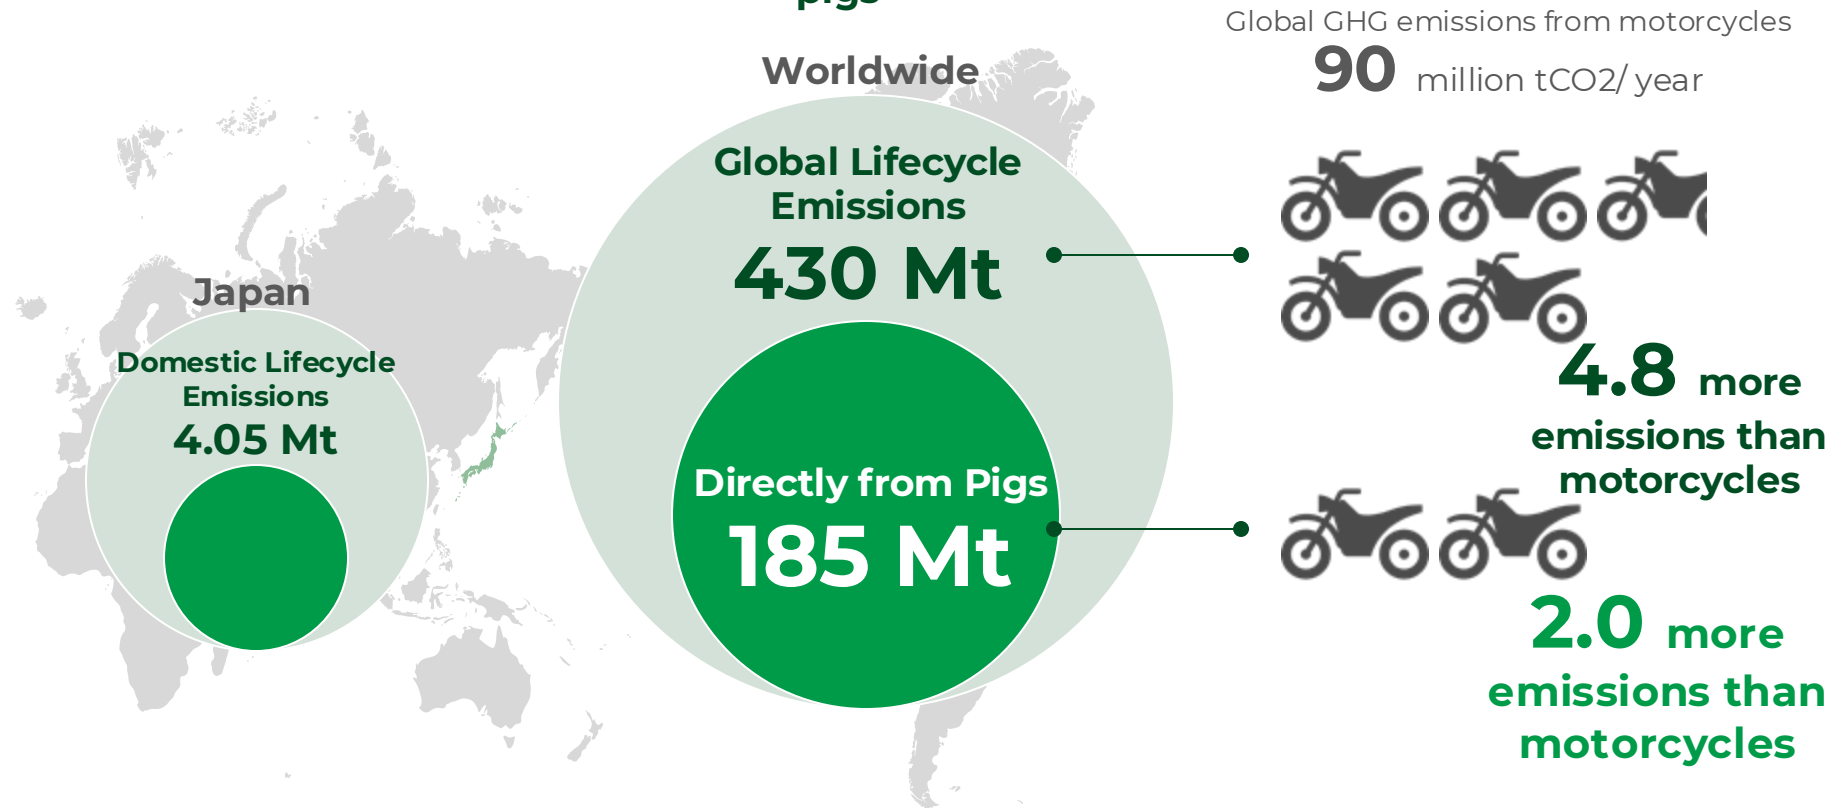 pigs
Global GHG emissions from motorcycles
90 million tCO2/ year
Worldwide
Global Lifecycle
Emissions
430 Mt
Directly from Pigs
185 Mt
Japan
Domestic Lifecycle
Emissions
4.05 Mt
4.8 more
emissions than
motorcycles
2.0 more
emissions than
motorcycles